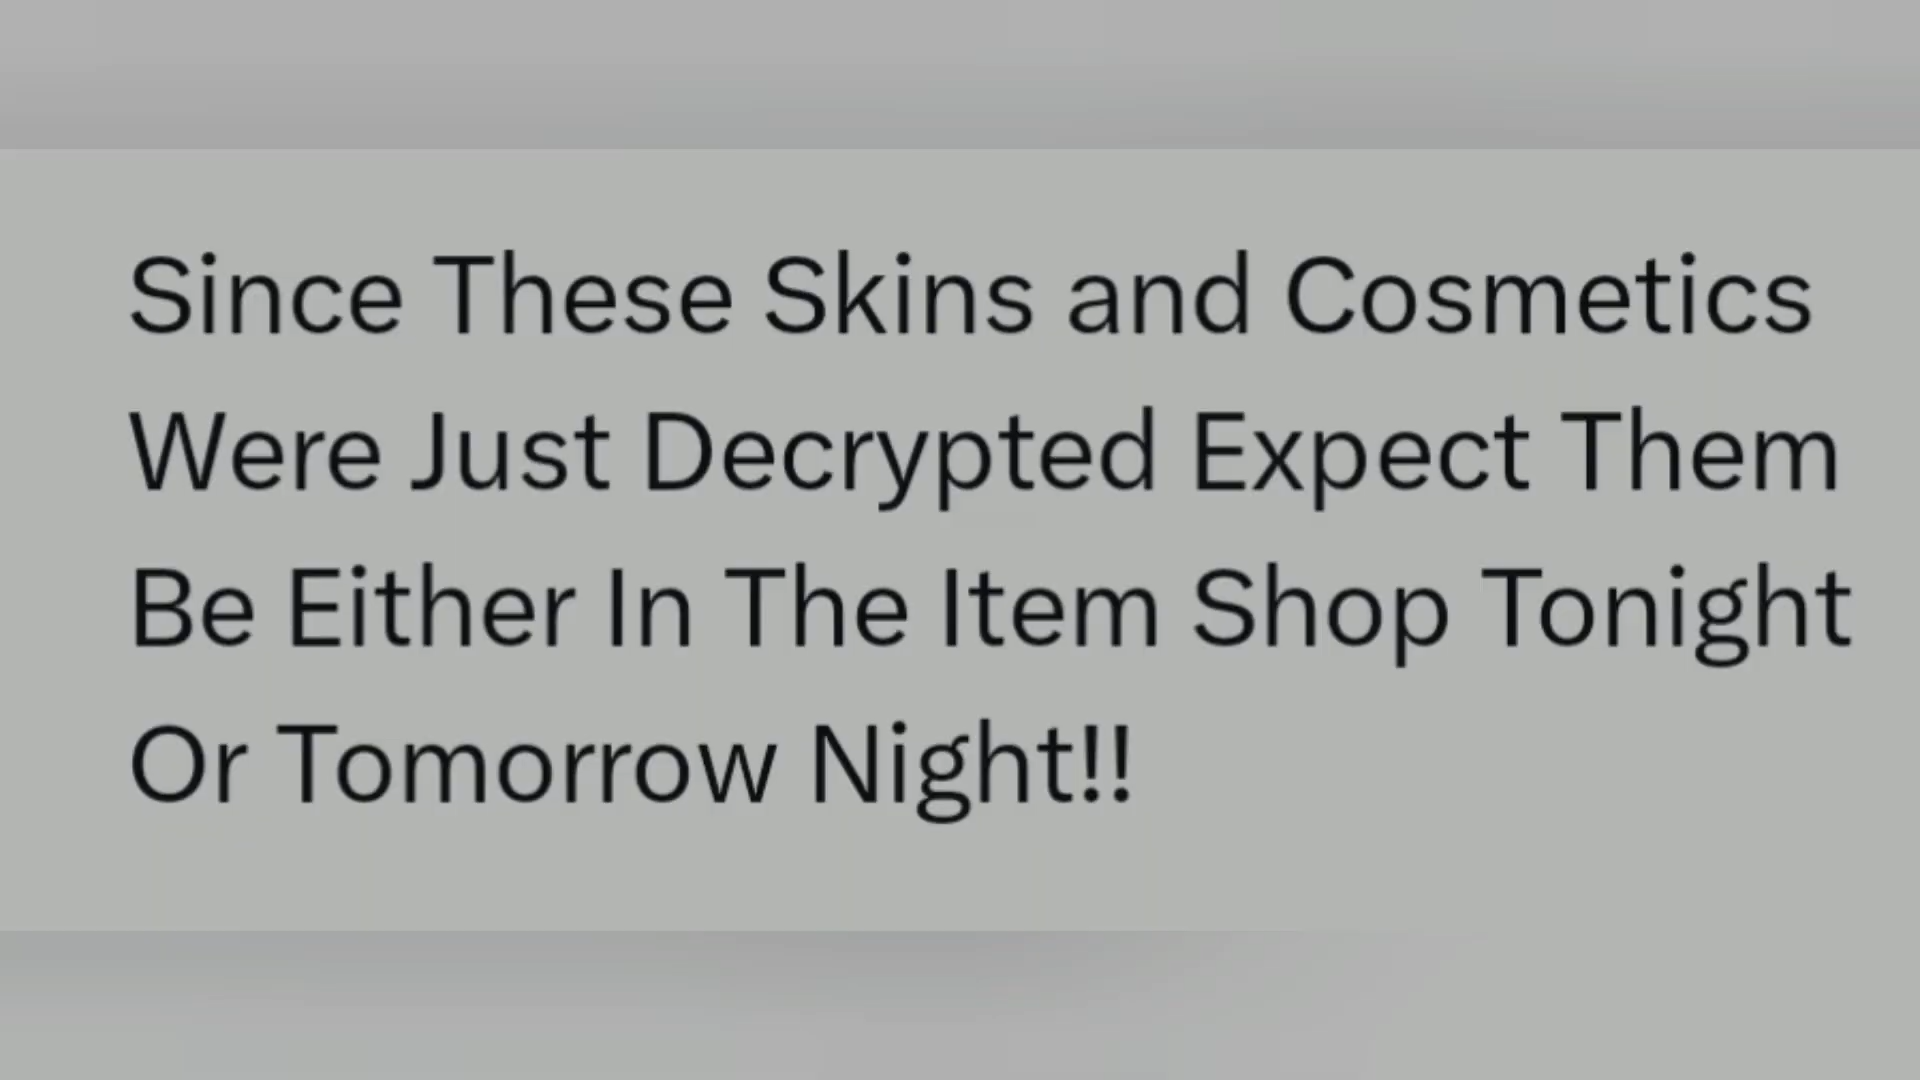 Since These Skins and Cosmetics
Were Just Decrypted Expect Them
Be Either In The Item Shop Tonight
Or Tomorrow Night!!